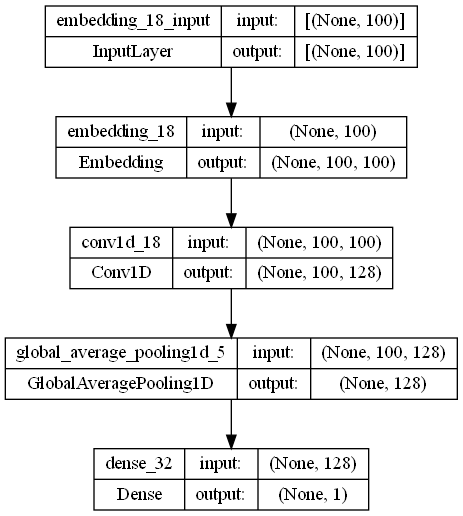 embedding_18_input input: [(None, 100)]
InputLayer output: [(None, 100)]
embedding_18 input: (None, 100)
Embedding output: (None, 100, 100)
conv1d_18 input: (None, 100, 100)
Conv1D output: (None, 100, 128)
global_average_pooling1d_5 input: (None, 100, 128)
GlobalAveragePooling1D output: (None, 128)
dense_32 input: (None, 128)
Dense output: (None, 1)